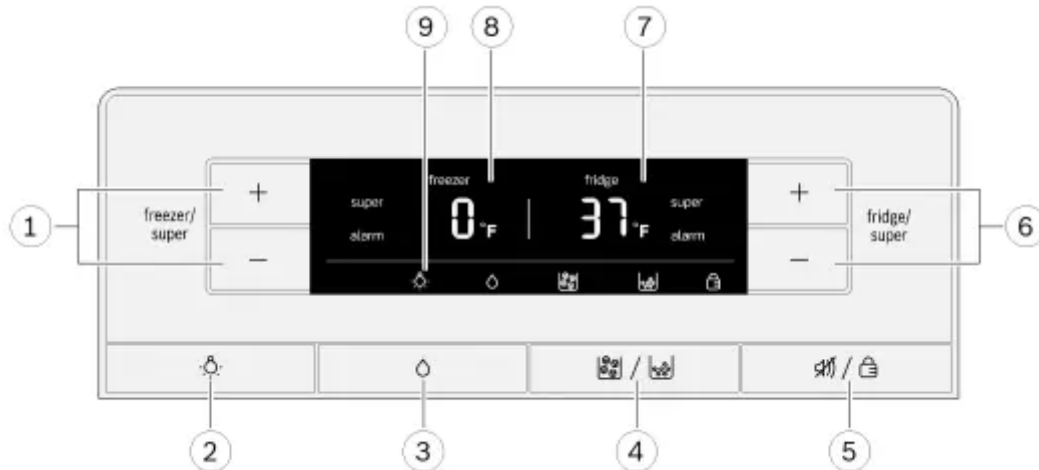 9 8 7
freezer fridge
+ super super +
1 freezer/ 0°F 37°F fridge/ 6
super super
− alarm alarm −
/ /
2 3 4 5